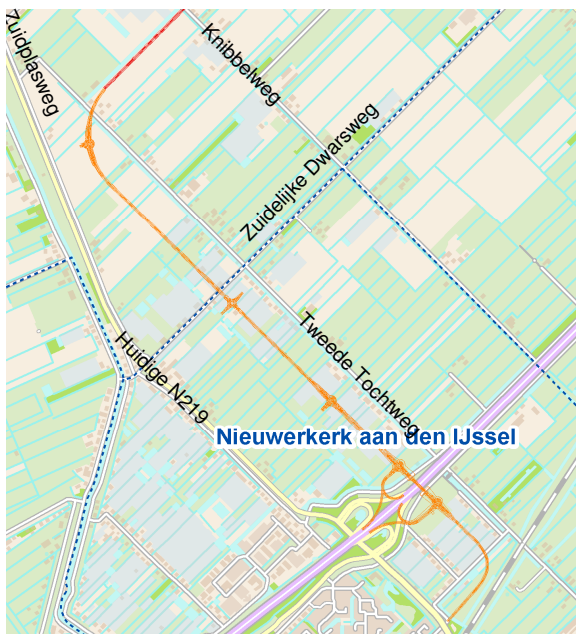 Zuidplasweg
Knibbelweg
Zuidelijke Dwarsweg
Huidige N219
Tweede Tochtweg
Nieuwerkerk aan den IJssel